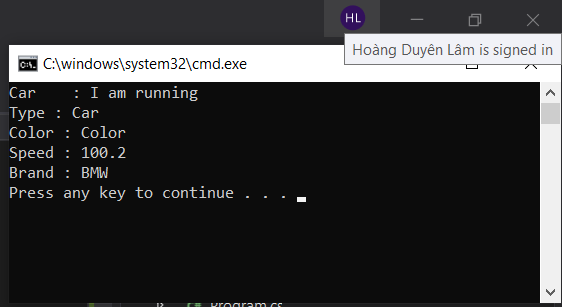 HL
Hoàng Duyên Lâm is signed in
C:\windows\system32\cmd.exe
Car    : I am running
Type : Car
Color : Color
Speed : 100.2
Brand : BMW
Press any key to continue . . .
Program.cs